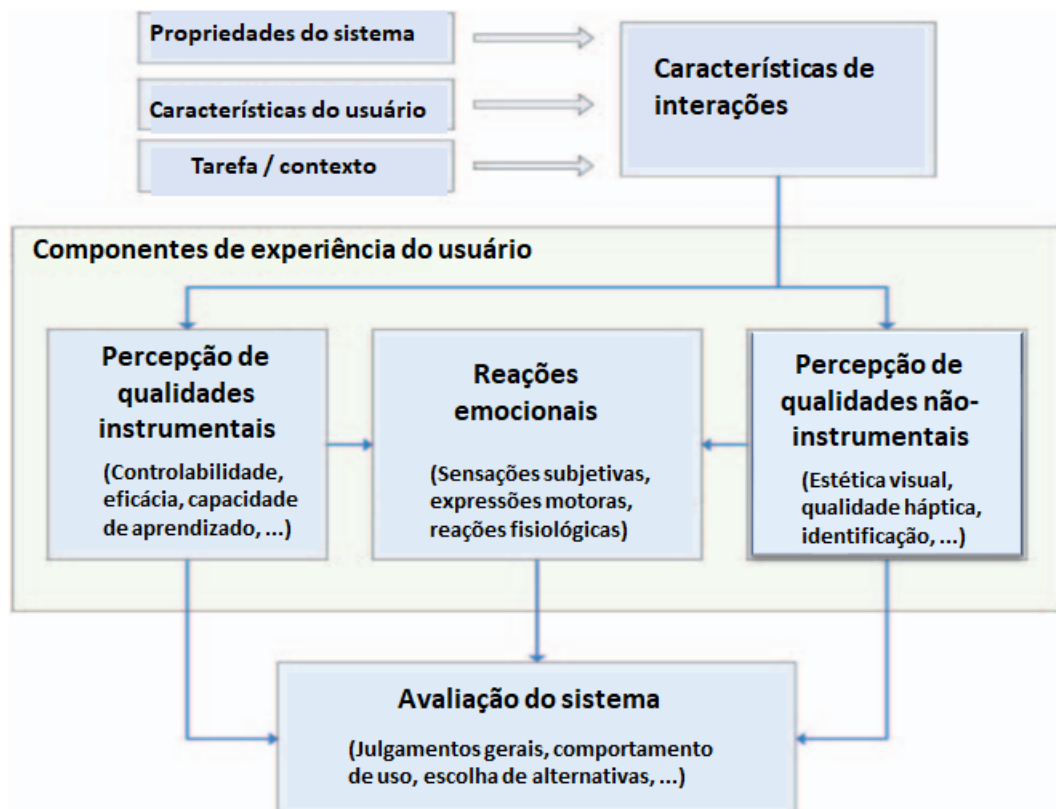 Propriedades do sistema
Características do usuário
Tarefa / contexto
Características de
interações
Componentes de experiência do usuário
Percepção de
qualidades
instrumentais
(Controlabilidade,
eficácia, capacidade
de aprendizado, ...)
Reações
emocionais
(Sensações subjetivas,
expressões motoras,
reações fisiológicas)
Percepção de
qualidades não-
instrumentais
(Estética visual,
qualidade háptica,
identificação, ...)
Avaliação do sistema
(Julgamentos gerais, comportamento
de uso, escolha de alternativas, ...)